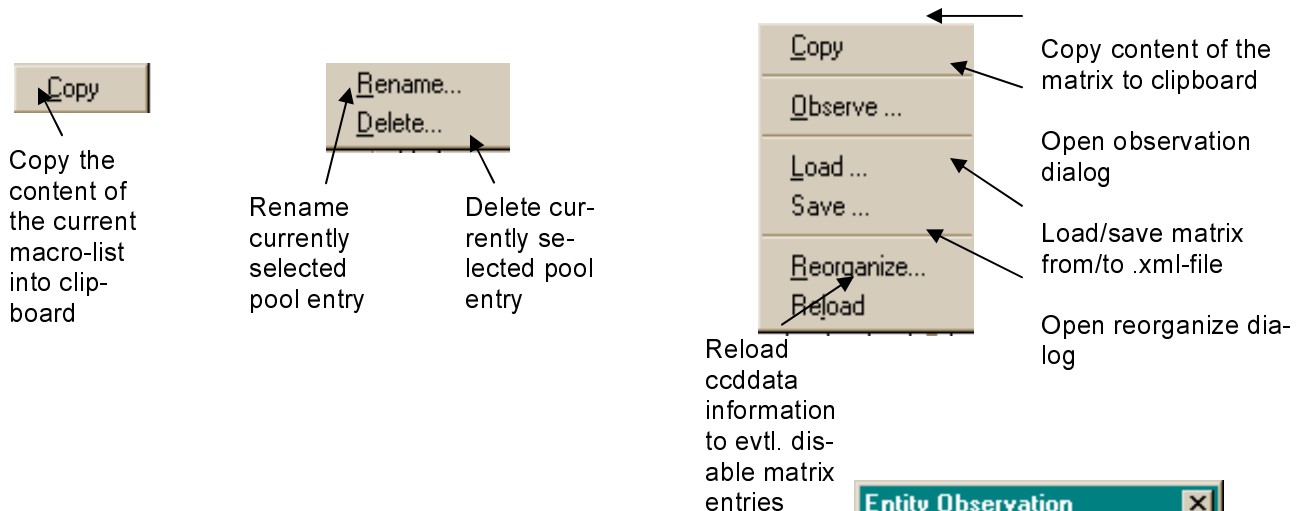 Copy
Copy the
content of
the current
macro-list
into clip-
board
Rename...
Delete...
Rename
currently
selected
pool entry
Delete cur-
rently se-
lected pool
entry
Copy
Observe ...
Load ...
Save ...
Reorganize...
Reload
Copy content of the
matrix to clipboard
Open observation
dialog
Load/save matrix
from/to .xml-file
Open reorganize dia-
log
Reload
ccddata
information
to evtl. dis-
able matrix
entries
Entity Observation